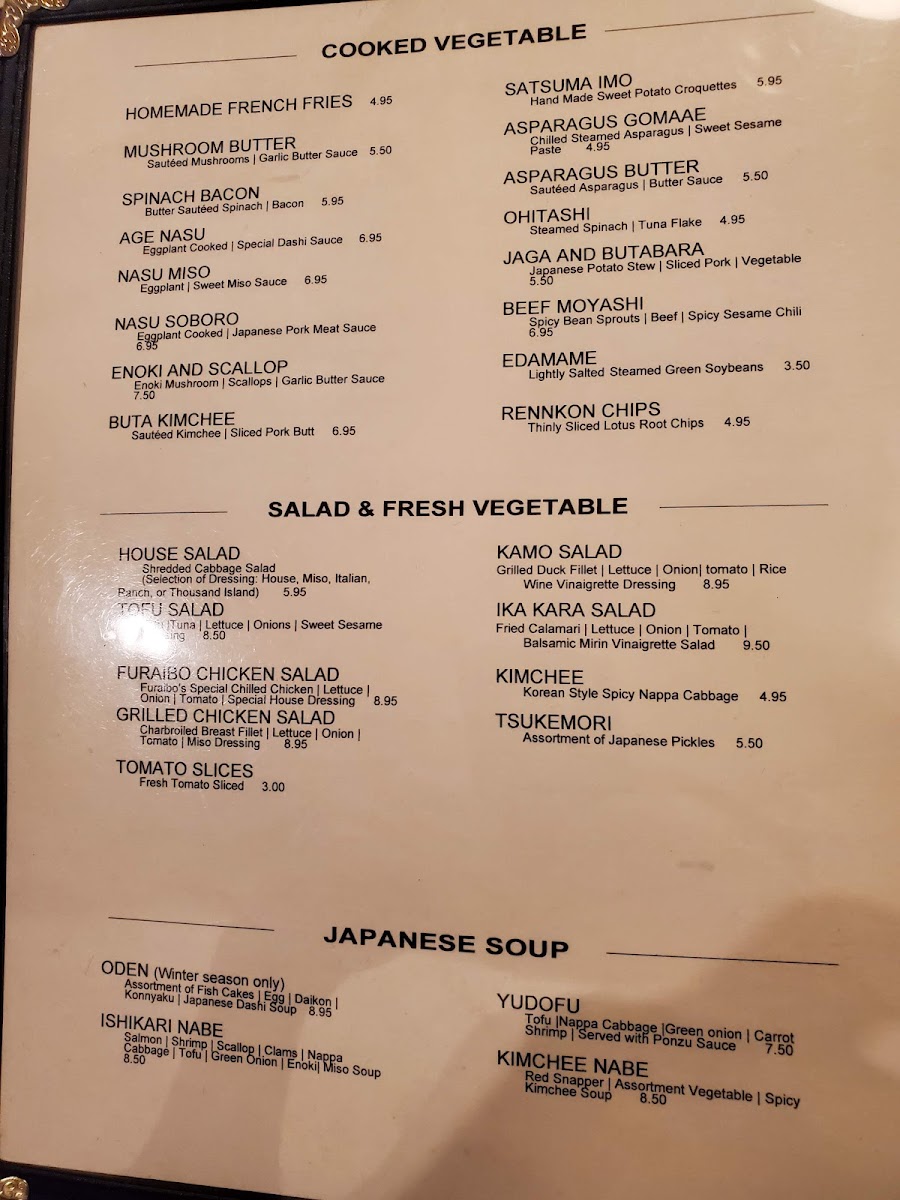 COOKED VEGETABLE
HOMEMADE FRENCH FRIES 4.95
MUSHROOM BUTTER
Sautéed Mushrooms | Garlic Butter Sauce 5.50
SPINACH BACON
Butter Sautéed Spinach | Bacon 5.95
AGE NASU
Eggplant Cooked | Special Dashi Sauce 6.95
NASU MISO
Eggplant | Sweet Miso Sauce 6.95
NASU SOBORO
Eggplant Cooked | Japanese Pork Meat Sauce
6.95
ENOKI AND SCALLOP
Enoki Mushroom | Scallops | Garlic Butter Sauce
7.50
BUTA KIMCHEE
Sautéed Kimchee | Sliced Pork Butt 6.95
SATSUMA IMO
Hand Made Sweet Potato Croquettes 5.95
ASPARAGUS GOMAAE
Chilled Steamed Asparagus | Sweet Sesame
Paste 4.95
ASPARAGUS BUTTER
Sautéed Asparagus | Butter Sauce 5.50
OHITASHI
Steamed Spinach | Tuna Flake 4.95
JAGA AND BUTABARA
Japanese Potato Stew | Sliced Pork | Vegetable
5.50
BEEF MOYASHI
Spicy Bean Sprouts | Beef | Spicy Sesame Chili
6.95
EDAMAME
Lightly Salted Steamed Green Soybeans 3.50
RENNKON CHIPS
Thinly Sliced Lotus Root Chips 4.95
SALAD & FRESH VEGETABLE
HOUSE SALAD
Shredded Cabbage Salad
(Selection of Dressing: House, Miso, Italian,
Ranch, or Thousand Island) 5.95
TOFU SALAD
|Tuna | Lettuce | Onions | Sweet Sesame
8.50
FURAIBO CHICKEN SALAD
Furaibo's Special Chilled Chicken | Lettuce |
Onion | Tomato | Special House Dressing 8.95
GRILLED CHICKEN SALAD
Charbroiled Breast Fillet | Lettuce | Onion |
Tomato | Miso Dressing 8.95
TOMATO SLICES
Fresh Tomato Sliced 3.00
KAMO SALAD
Grilled Duck Fillet | Lettuce | Onion| tomato | Rice
Wine Vinaigrette Dressing 8.95
IKA KARA SALAD
Fried Calamari | Lettuce | Onion | Tomato |
Balsamic Mirin Vinaigrette Salad 9.50
KIMCHEE
Korean Style Spicy Nappa Cabbage 4.95
TSUKEMORI
Assortment of Japanese Pickles 5.50
JAPANESE SOUP
ODEN (Winter season only)
Assortment of Fish Cakes | Egg | Daikon |
Konnyaku | Japanese Dashi Soup 8.95
ISHIKARI NABE
Salmon | Shrimp | Scallop | Clams | Nappa
Cabbage | Tofu | Green Onion | Enoki| Miso Soup
8.50
YUDOFU
Tofu |Nappa Cabbage |Green onion | Carrot
Shrimp | Served with Ponzu Sauce 7.50
KIMCHEE NABE
Red Snapper | Assortment Vegetable | Spicy
Kimchee Soup 8.50